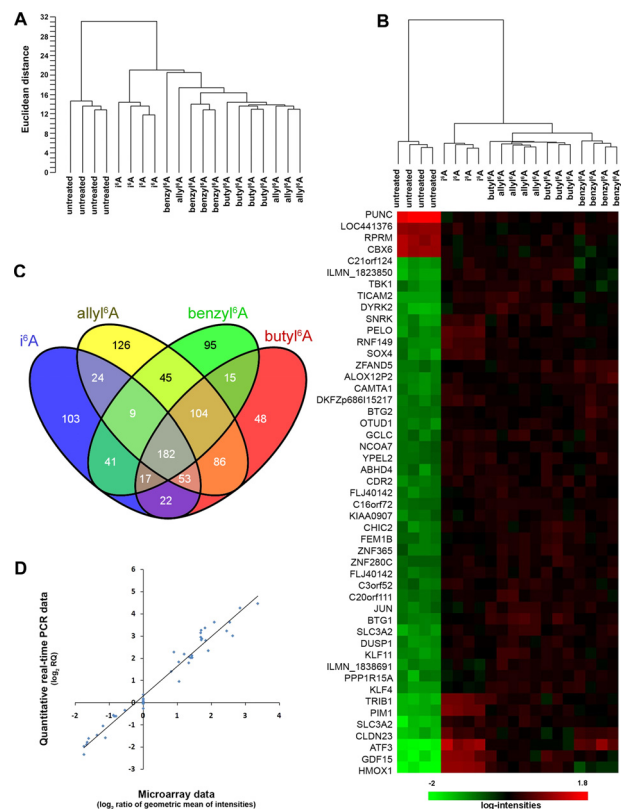 A
Euclidean distance
32
28
24
20
16
12
8
4
0
untreated
untreated
untreated
untreated
i⁶A
i⁶A
i⁶A
i⁶A
benzyl⁶A
allyl⁶A
benzyl⁶A
benzyl⁶A
benzyl⁶A
butyl⁶A
butyl⁶A
butyl⁶A
allyl⁶A
allyl⁶A
allyl⁶A
B
untreated
untreated
untreated
untreated
i⁶A
i⁶A
i⁶A
i⁶A
butyl⁶A
allyl⁶A
allyl⁶A
allyl⁶A
allyl⁶A
butyl⁶A
butyl⁶A
butyl⁶A
benzyl⁶A
benzyl⁶A
benzyl⁶A
benzyl⁶A
PUNC
LOC441376
RPRM
CBX6
C21orf124
ILMN_1823850
TBK1
TICAM2
DYRK2
SNRK
PELO
RNF149
SOX4
ZFAND5
ALOX12P2
CAMTA1
DKFZp686I15217
BTG2
OTUD1
GCLC
NCOA7
YPEL2
ABHD4
CDR2
FLJ40142
C16orf72
KIAA0907
CHIC2
FEM1B
ZNF365
ZNF280C
FLJ40142
C3orf52
C20orf111
JUN
BTG1
SLC3A2
DUSP1
KLF11
ILMN_1838691
PPP1R15A
KLF4
TRIB1
PIM1
SLC3A2
CLDN23
ATF3
GDF15
HMOX1
-2
1.8
log-intensities
C
i⁶A
allyl⁶A
benzyl⁶A
butyl⁶A
126
95
24
45
15
103
9
104
48
182
41
86
17
53
22
D
Quantitative real-time PCR data
(log₂ RQ)
6
5
4
3
2
1
0
-1
-2
-3
-2
-1
0
1
2
3
4
Microarray data
(log₂ ratio of geometric mean of intensities)